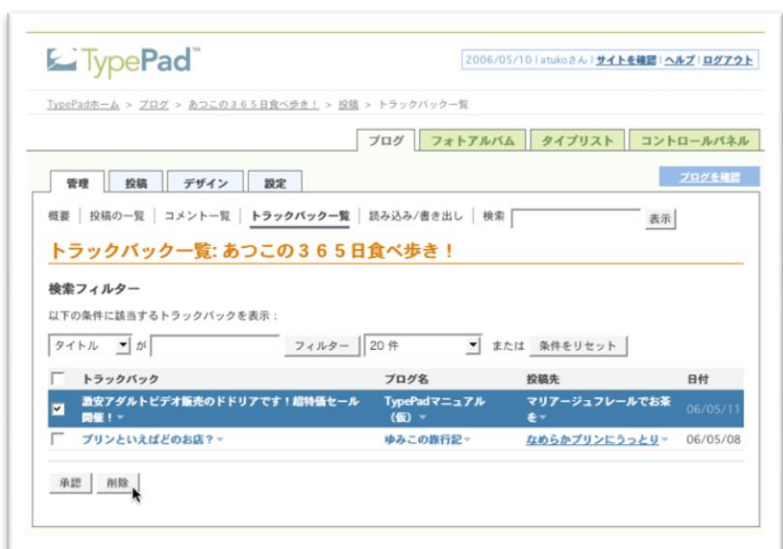 TypePad™
2006/05/10 | atukoさん | サイトを確認 | ヘルプ | ログアウト
TypePadホーム > ブログ > あつこの３６５日食べ歩き！ > 投稿 > トラックバック一覧
ブログ フォトアルバム タイプリスト コントロールパネル
管理 投稿 デザイン 設定 ブログを確認
概要 | 投稿の一覧 | コメント一覧 | トラックバック一覧 | 読み込み/書き出し | 検索 表示
トラックバック一覧: あつこの３６５日食べ歩き！
検索フィルター
以下の条件に該当するトラックバックを表示：
タイトル が フィルター 20 件 または 条件をリセット
トラックバック ブログ名 投稿先 日付
激安アダルトビデオ販売のドドリアです！超特価セール TypePadマニュアル マリアージュフレールでお茶 06/05/11
開催！ （仮） を
プリンといえばどのお店？ ゆみこの旅行記 なめらかプリンにうっとり 06/05/08
承認 削除